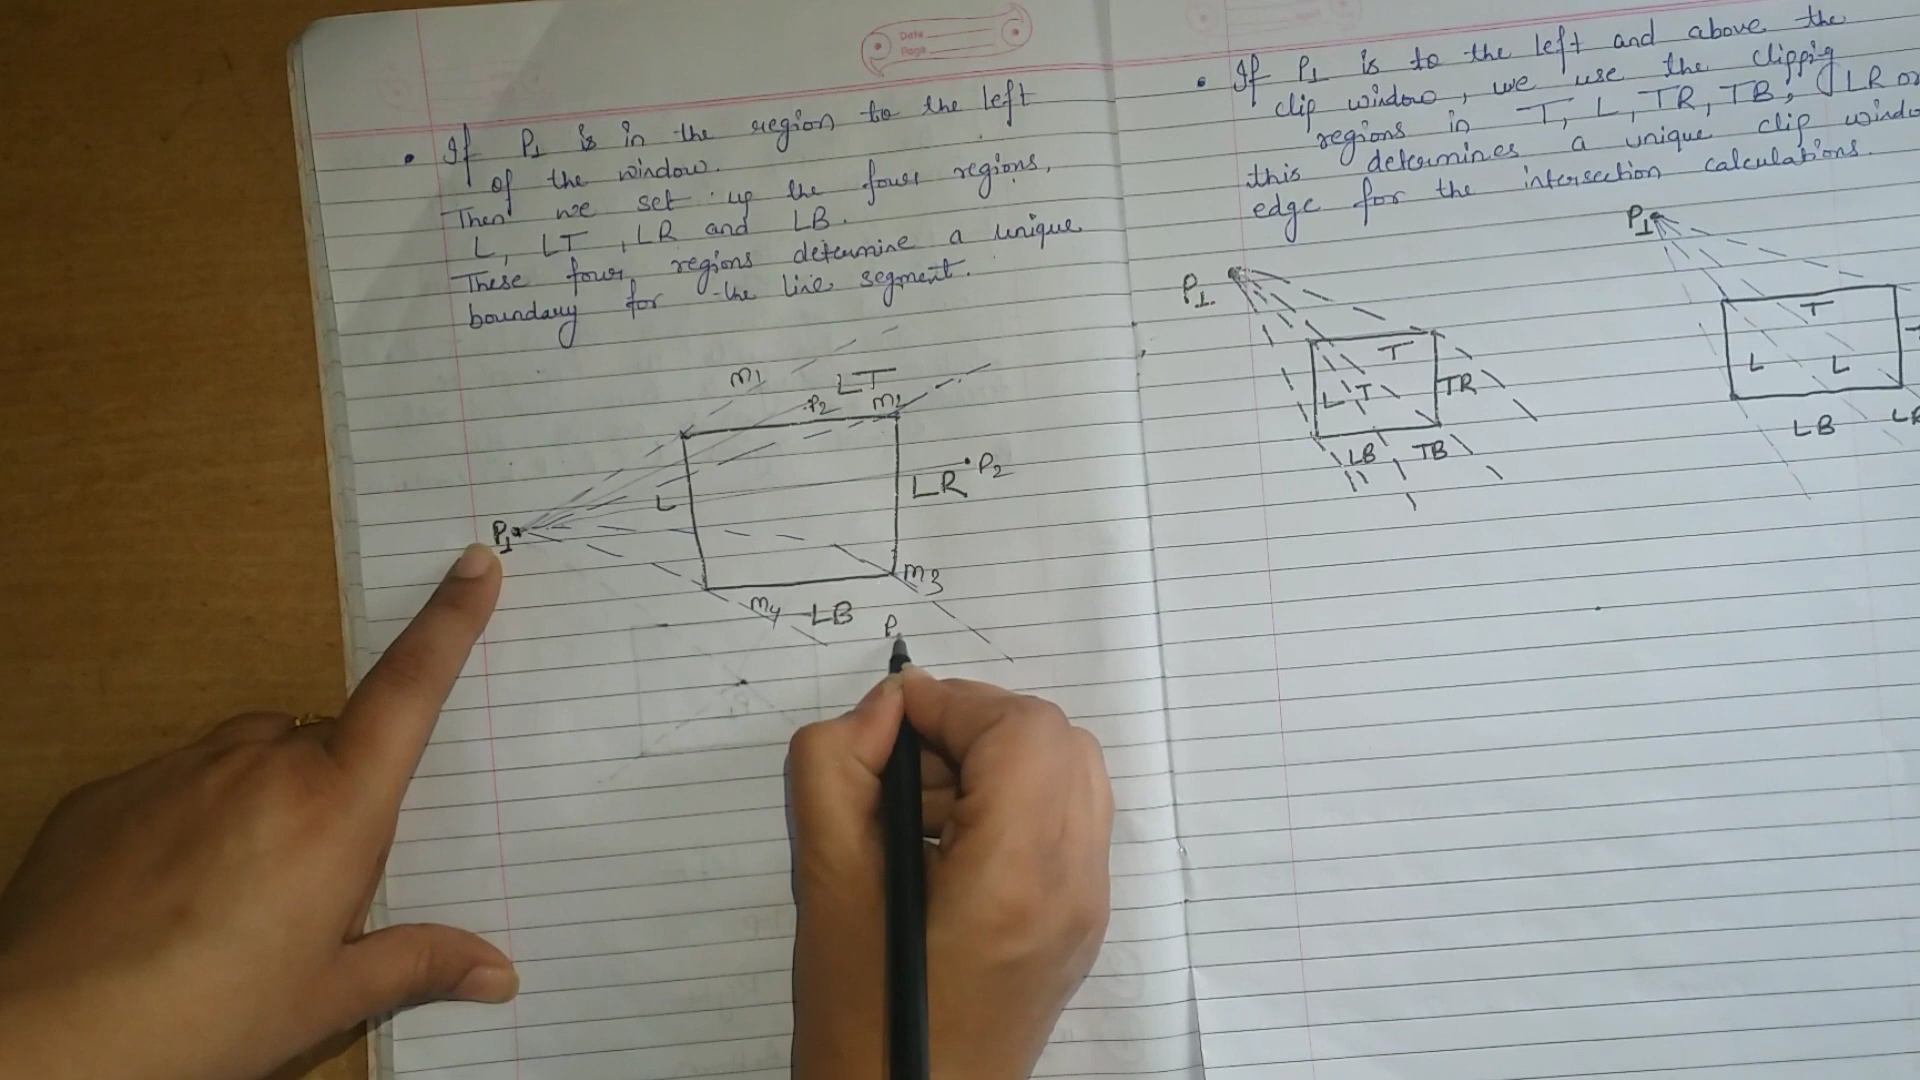 Date
Page
• If P1 is in the region to the left
of the window.
Then we set up the four regions,
L, LT, LR and LB.
These four regions determine a unique
boundary for the line segment.
m1
LT
P2
m2
L
LR
P2
P1
m3
m4
LB
P
• If P1 is to the left and above the
clip window, we use the clipping
regions in T, L, TR, TB, LR or
this determines a unique clip windo
edge for the intersection calculations.
P1.
T
L
T
TR
LB
TB
P1
T
L
L
LB